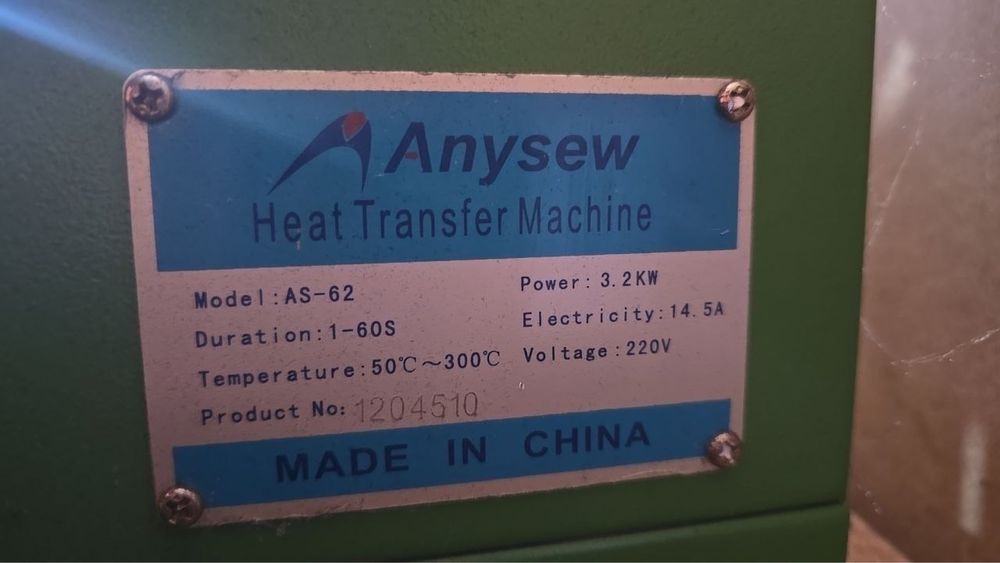 Anysew
Heat Transfer Machine
Model:AS-62
Power: 3.2KW
Duration:1-60S
Electricity:14.5A
Temperature:50℃~300℃
Voltage:220V
Product No: 1204510
MADE IN CHINA